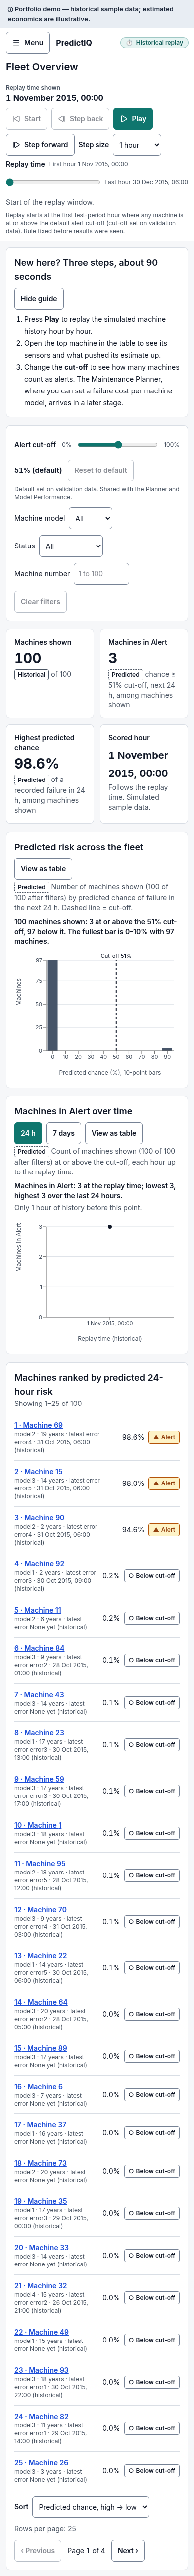 Portfolio demo — historical sample data; estimated
economics are illustrative.
Menu
PredictIQ
Historical replay
Fleet Overview
Replay time shown
1 November 2015, 00:00
Start
Step back
Play
Step forward
Step size
1 hour
Replay time
First hour 1 Nov 2015, 00:00
Last hour 30 Dec 2015, 06:00
Start of the replay window.
Replay starts at the first test-period hour where any machine is
at or above the default alert cut-off (cut-off set on validation
data). Rule fixed before results were seen.
New here? Three steps, about 90
seconds
Hide guide
1. Press Play to replay the simulated machine
history hour by hour.
2. Open the top machine in the table to see its
sensors and what pushed its estimate up.
3. Change the cut-off to see how many machines
count as alerts. The Maintenance Planner,
where you can set a failure cost per machine
model, arrives in a later stage.
Alert cut-off
0%
100%
51% (default)
Reset to default
Default set on validation data. Shared with the Planner and
Model Performance.
Machine model
All
Status
All
Machine number
1 to 100
Clear filters
Machines shown
100
Historical of 100
Machines in Alert
3
Predicted chance ≥
51% cut-off, next 24
h, among machines
shown
Highest predicted
chance
98.6%
Predicted of a
recorded failure in 24
h, among machines
shown
Scored hour
1 November
2015, 00:00
Follows the replay
time. Simulated
sample data.
Predicted risk across the fleet
View as table
Predicted Number of machines shown (100 of
100 after filters) by predicted chance of failure in
the next 24 h. Dashed line = cut-off.
100 machines shown: 3 at or above the 51% cut-
off, 97 below it. The fullest bar is 0–10% with 97
machines.
Cut-off 51%
Machines
97
75
50
25
0
0 10 20 30 40 50 60 70 80 90
Predicted chance (%), 10-point bars
Machines in Alert over time
24 h
7 days
View as table
Predicted Count of machines shown (100 of 100
after filters) at or above the cut-off, each hour up
to the replay time.
Machines in Alert: 3 at the replay time; lowest 3,
highest 3 over the last 24 hours.
Only 1 hour of history before this point.
Machines in Alert
3
2
1
0
1 Nov 2015, 00:00
Replay time (historical)
Machines ranked by predicted 24-
hour risk
Showing 1–25 of 100
1 · Machine 69
model2 · 19 years · latest error
error4 · 31 Oct 2015, 06:00
(historical)
98.6%
Alert
2 · Machine 15
model3 · 14 years · latest error
error5 · 31 Oct 2015, 06:00
(historical)
98.0%
Alert
3 · Machine 90
model2 · 2 years · latest error
error4 · 31 Oct 2015, 06:00
(historical)
94.6%
Alert
4 · Machine 92
model1 · 2 years · latest error
error3 · 30 Oct 2015, 09:00
(historical)
0.2%
Below cut-off
5 · Machine 11
model2 · 6 years · latest
error None yet (historical)
0.2%
Below cut-off
6 · Machine 84
model3 · 9 years · latest
error error2 · 28 Oct 2015,
01:00 (historical)
0.1%
Below cut-off
7 · Machine 43
model3 · 14 years · latest
error None yet (historical)
0.1%
Below cut-off
8 · Machine 23
model1 · 17 years · latest
error error3 · 30 Oct 2015,
13:00 (historical)
0.1%
Below cut-off
9 · Machine 59
model3 · 17 years · latest
error error3 · 30 Oct 2015,
17:00 (historical)
0.1%
Below cut-off
10 · Machine 1
model3 · 18 years · latest
error None yet (historical)
0.1%
Below cut-off
11 · Machine 95
model2 · 18 years · latest
error error5 · 28 Oct 2015,
12:00 (historical)
0.1%
Below cut-off
12 · Machine 70
model3 · 9 years · latest
error error4 · 31 Oct 2015,
03:00 (historical)
0.1%
Below cut-off
13 · Machine 22
model1 · 14 years · latest
error error5 · 30 Oct 2015,
06:00 (historical)
0.1%
Below cut-off
14 · Machine 64
model3 · 20 years · latest
error error2 · 28 Oct 2015,
05:00 (historical)
0.0%
Below cut-off
15 · Machine 89
model3 · 17 years · latest
error None yet (historical)
0.0%
Below cut-off
16 · Machine 6
model3 · 7 years · latest
error None yet (historical)
0.0%
Below cut-off
17 · Machine 37
model1 · 16 years · latest
error None yet (historical)
0.0%
Below cut-off
18 · Machine 73
model2 · 20 years · latest
error None yet (historical)
0.0%
Below cut-off
19 · Machine 35
model1 · 17 years · latest
error error3 · 29 Oct 2015,
00:00 (historical)
0.0%
Below cut-off
20 · Machine 33
model3 · 14 years · latest
error None yet (historical)
0.0%
Below cut-off
21 · Machine 32
model4 · 15 years · latest
error error2 · 26 Oct 2015,
21:00 (historical)
0.0%
Below cut-off
22 · Machine 49
model1 · 15 years · latest
error None yet (historical)
0.0%
Below cut-off
23 · Machine 93
model3 · 18 years · latest
error error1 · 30 Oct 2015,
22:00 (historical)
0.0%
Below cut-off
24 · Machine 82
model4 · 11 years · latest
error error1 · 29 Oct 2015,
14:00 (historical)
0.0%
Below cut-off
25 · Machine 26
model4 · 3 years · latest
error None yet (historical)
0.0%
Below cut-off
Sort
Predicted chance, high → low
Rows per page: 25
‹ Previous
Page 1 of 4
Next ›